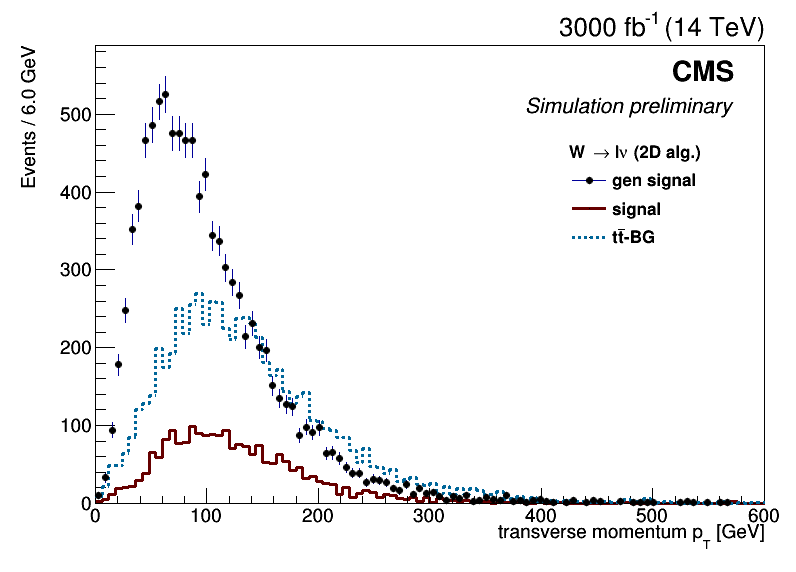 3000 fb⁻¹ (14 TeV)
CMS
Simulation preliminary
W → lν (2D alg.)
gen signal
signal
tt̄-BG
Events / 6.0 GeV
500
400
300
200
100
0
0 100 200 300 400 500 600
transverse momentum p_T [GeV]